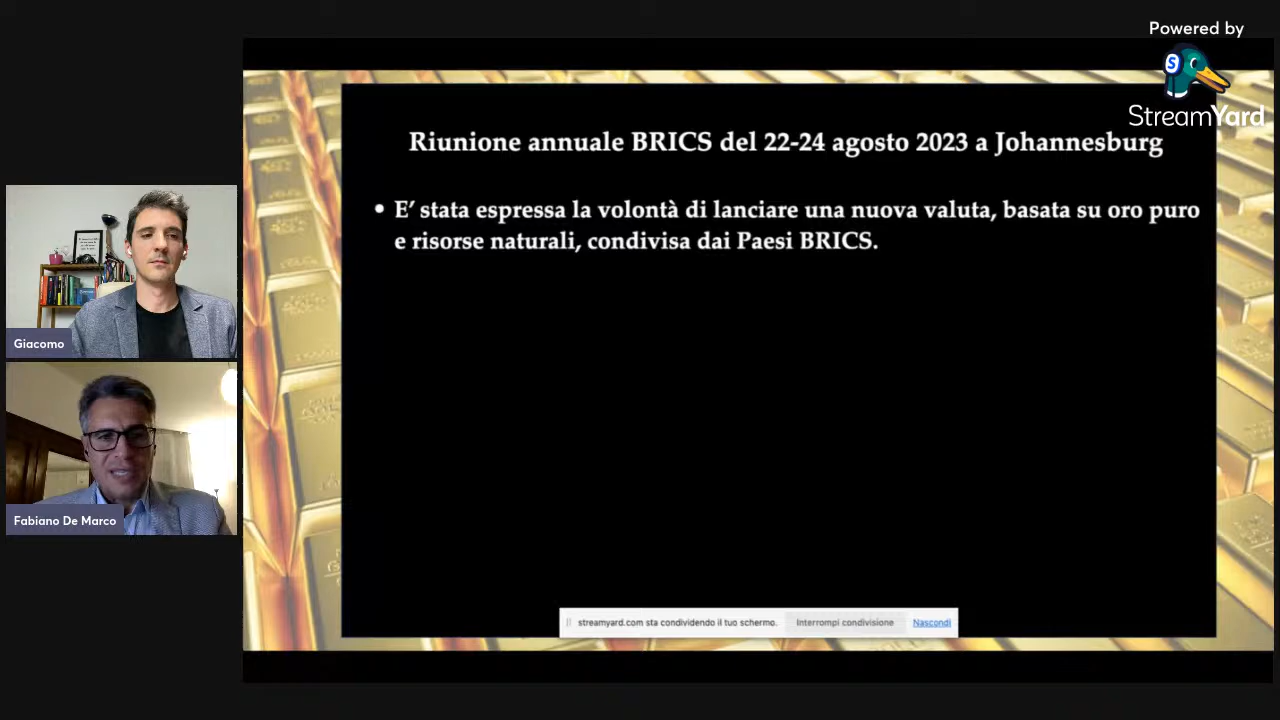 Powered by
StreamYard
Riunione annuale BRICS del 22-24 agosto 2023 a Johannesburg
• E’ stata espressa la volontà di lanciare una nuova valuta, basata su oro puro
e risorse naturali, condivisa dai Paesi BRICS.
Giacomo
Fabiano De Marco
streamyard.com sta condividendo il tuo schermo.
Interrompi condivisione
Nascondi